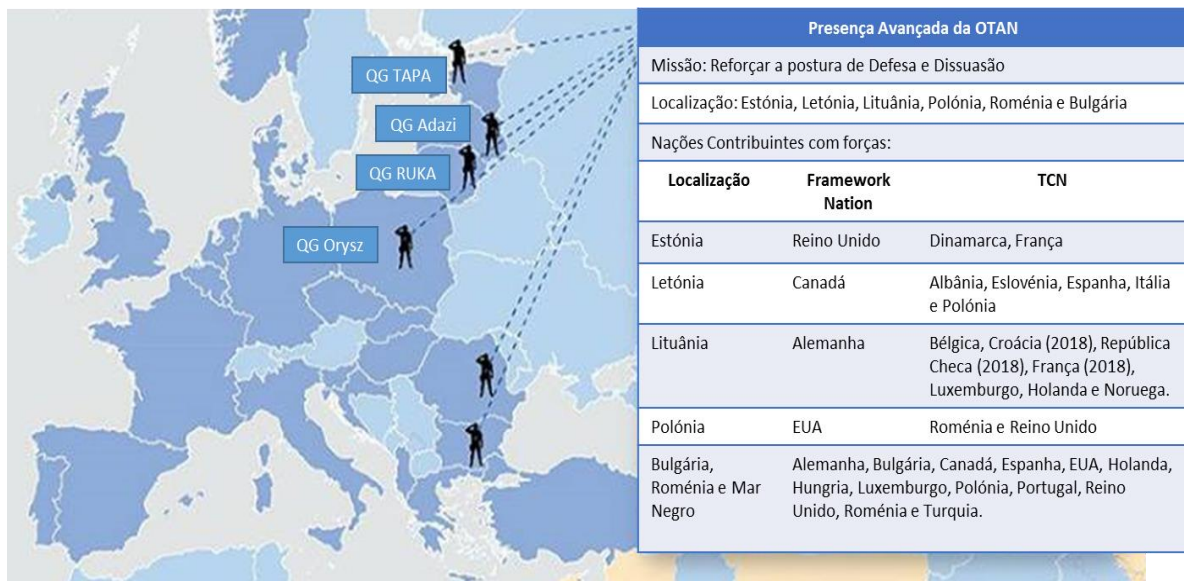 QG TAPA
QG Adazi
QG RUKA
QG Orysz
Presença Avançada da OTAN
Missão: Reforçar a postura de Defesa e Dissuasão
Localização: Estónia, Letónia, Lituânia, Polónia, Roménia e Bulgária
Nações Contribuintes com forças:
Localização Framework Nation TCN
Estónia Reino Unido Dinamarca, França
Letónia Canadá Albânia, Eslovénia, Espanha, Itália
e Polónia
Lituânia Alemanha Bélgica, Croácia (2018), República
Checa (2018), França (2018),
Luxemburgo, Holanda e Noruega.
Polónia EUA Roménia e Reino Unido
Bulgária,
Roménia e Mar
Negro
Alemanha, Bulgária, Canadá, Espanha, EUA, Holanda,
Hungria, Luxemburgo, Polónia, Portugal, Reino
Unido, Roménia e Turquia.